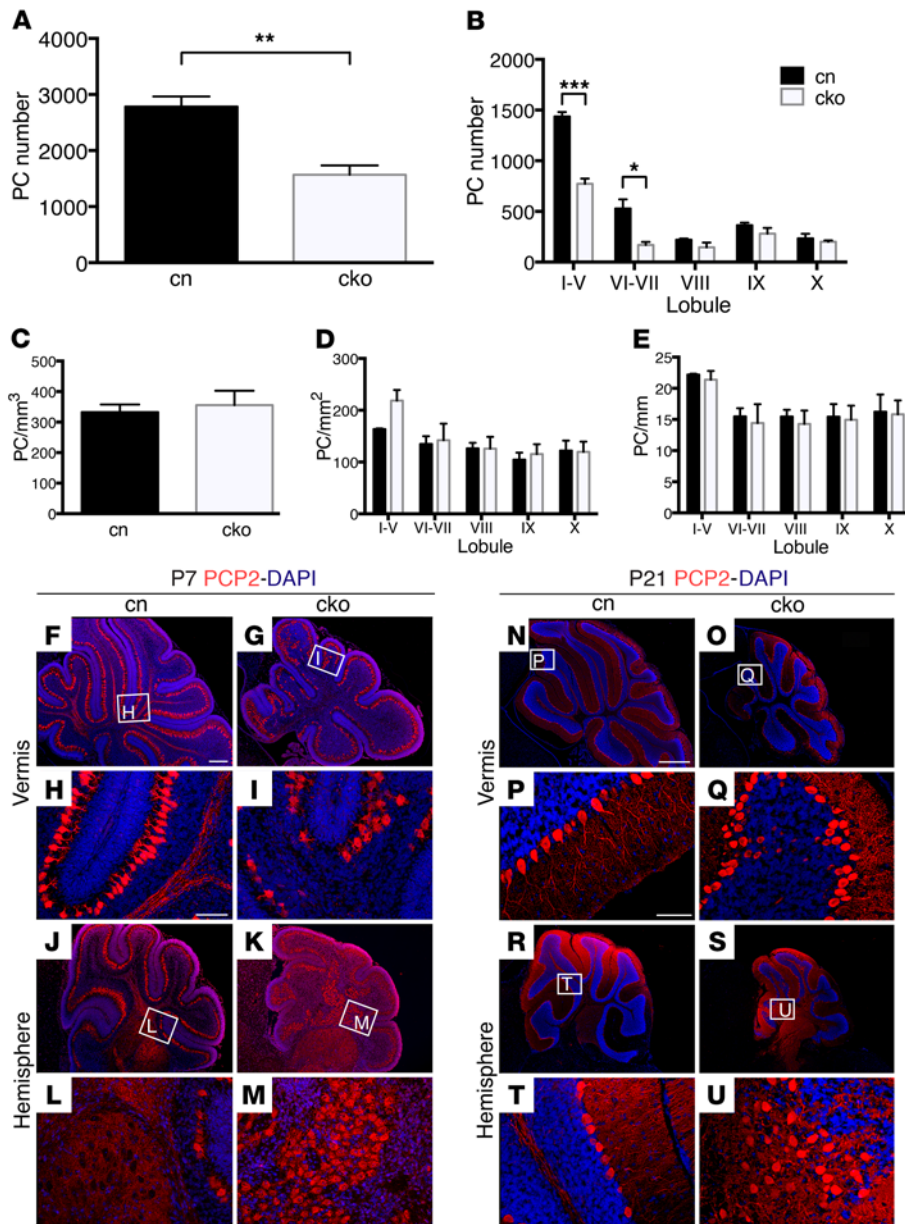 A
PC number
4000
3000
2000
1000
0
**
cn
cko
B
PC number
2000
1500
1000
500
0
***
*
cn
cko
I-V
VI-VII
VIII
IX
X
Lobule
C
PC/mm3
500
400
300
200
100
0
cn
cko
D
PC/mm2
300
200
100
0
I-V
VI-VII
VIII
IX
X
Lobule
E
PC/mm
25
20
15
10
5
0
I-V
VI-VII
VIII
IX
X
Lobule
P7 PCP2-DAPI
cn
cko
Vermis
F
H
G
I
H
I
Hemisphere
J
L
K
M
L
M
P21 PCP2-DAPI
cn
cko
Vermis
N
P
O
Q
P
Q
Hemisphere
R
T
S
U
T
U